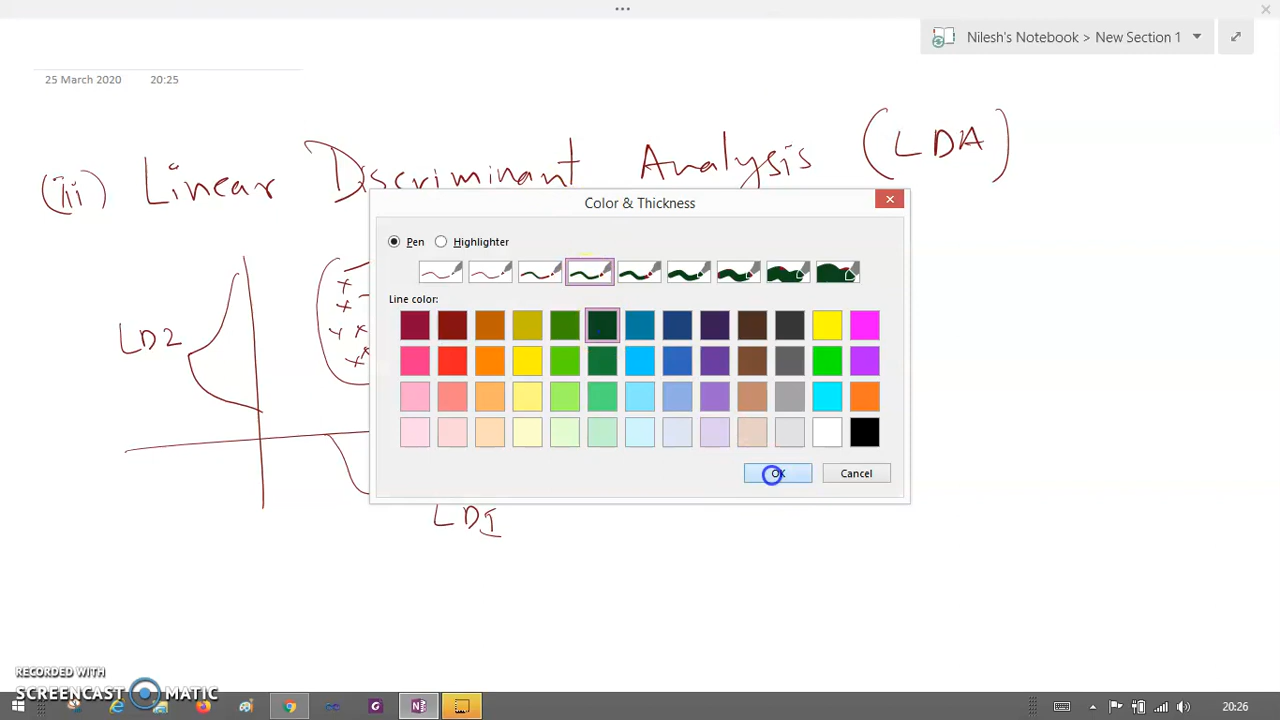 Nilesh's Notebook > New Section 1
25 March 2020 20:25
(iii) Linear Discriminant Analysis (LDA)
Color & Thickness
Pen Highlighter
Line color:
LD2
OK Cancel
LDI
RECORDED WITH
SCREENCAST MATIC
20:26